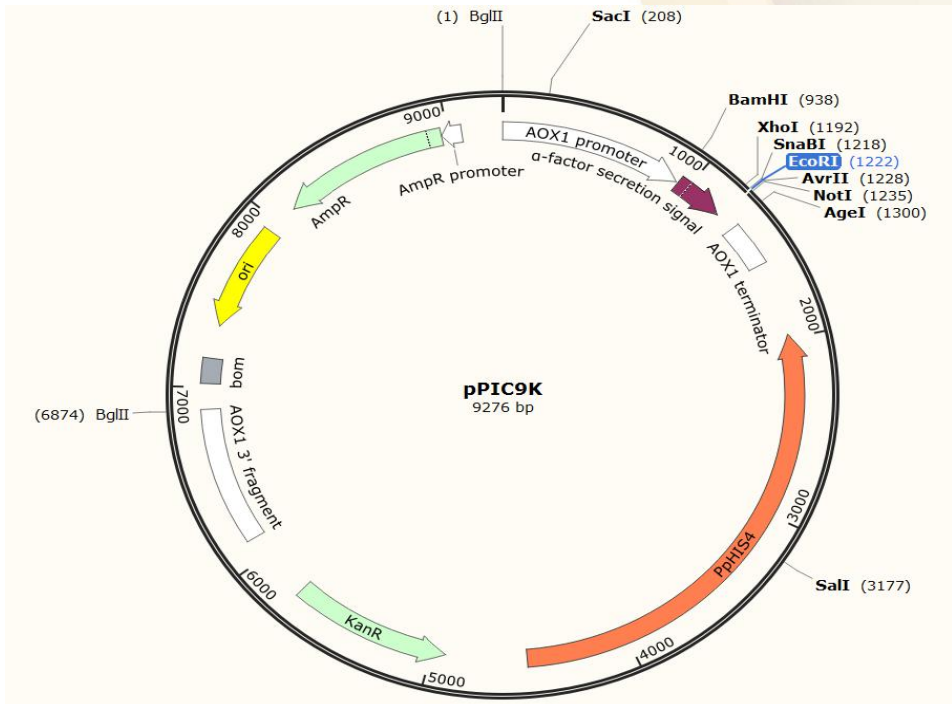 (1) BglII
SacI (208)
BamHI (938)
XhoI (1192)
SnaBI (1218)
EcoRI (1222)
AvrII (1228)
NotI (1235)
AgeI (1300)
AOX1 promoter
α-factor secretion signal
AOX1 terminator
1000
2000
PpHIS4
3000
SalI (3177)
4000
5000
KanR
6000
AOX1 3' fragment
(6874) BglII
7000
bom
ori
8000
AmpR
AmpR promoter
9000
pPIC9K
9276 bp